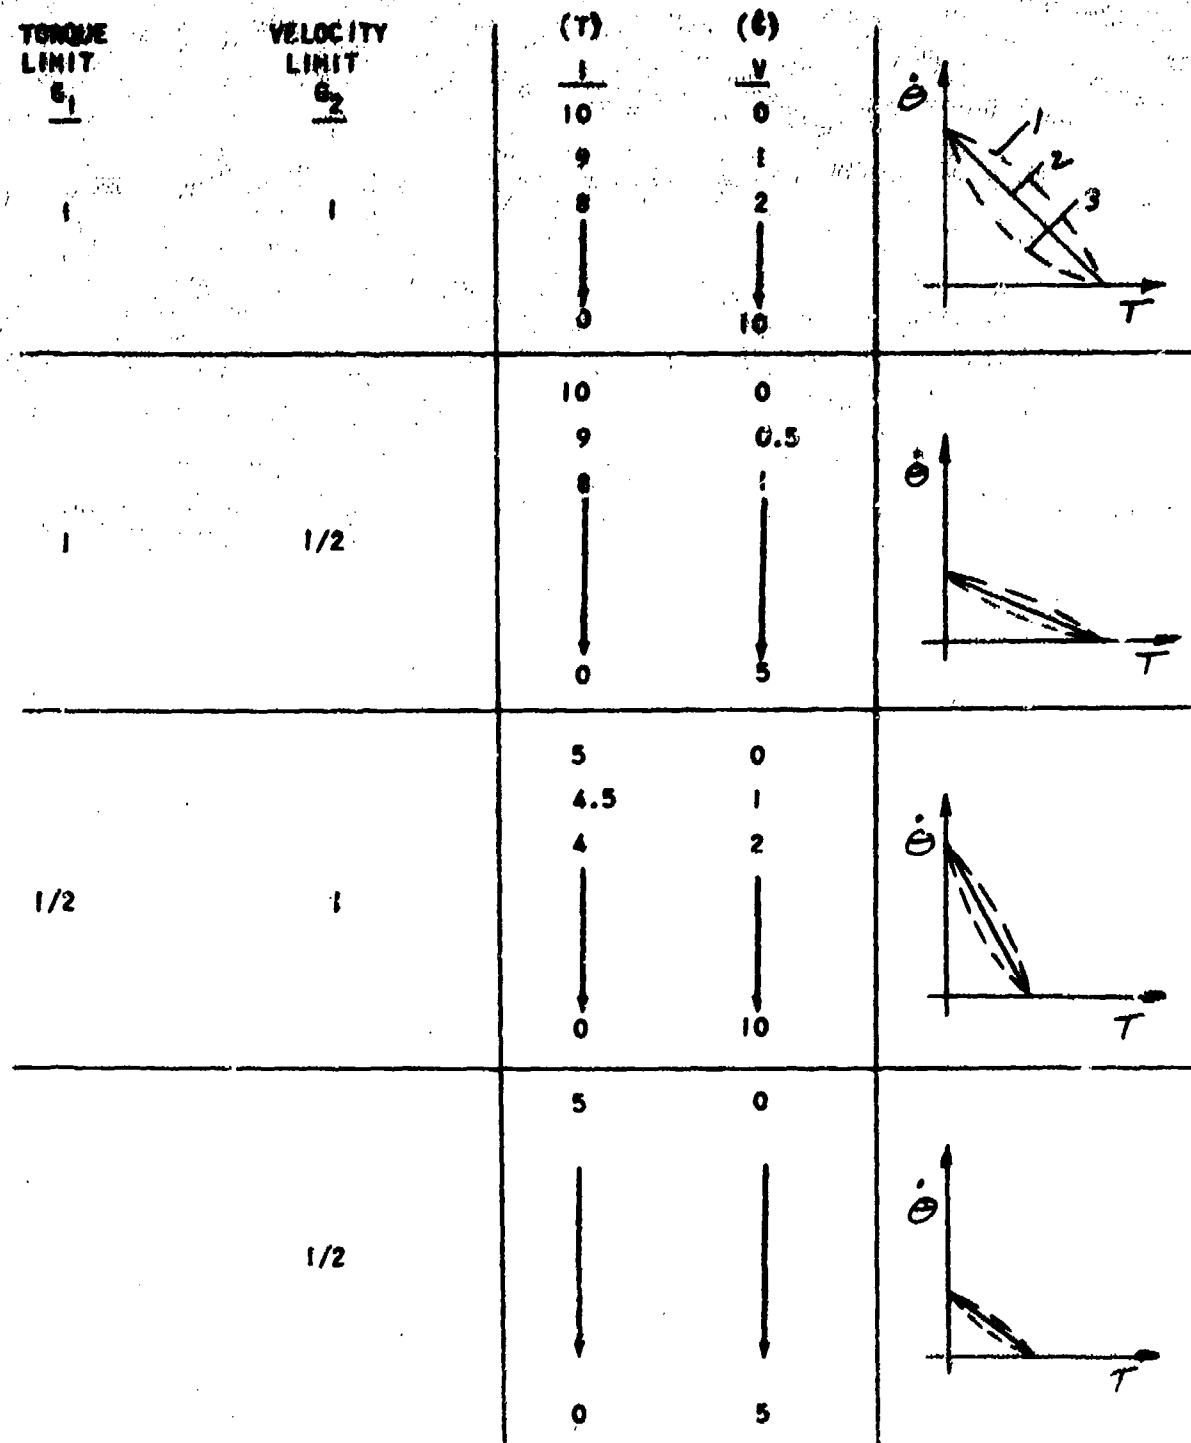 TORQUE VELOCITY (T) (θ̇)
LIMIT LIMIT I V
G₁ G₂
10 0
9 1
1 1 8 2
0 10
θ̇ 1 2 3 T
10 0
9 0.5
8 1
1 1/2
0 5
θ̇ T
5 0
4.5 1
4 2
1/2 1
0 10
θ̇ T
5 0
1/2
0 5
θ̇ T